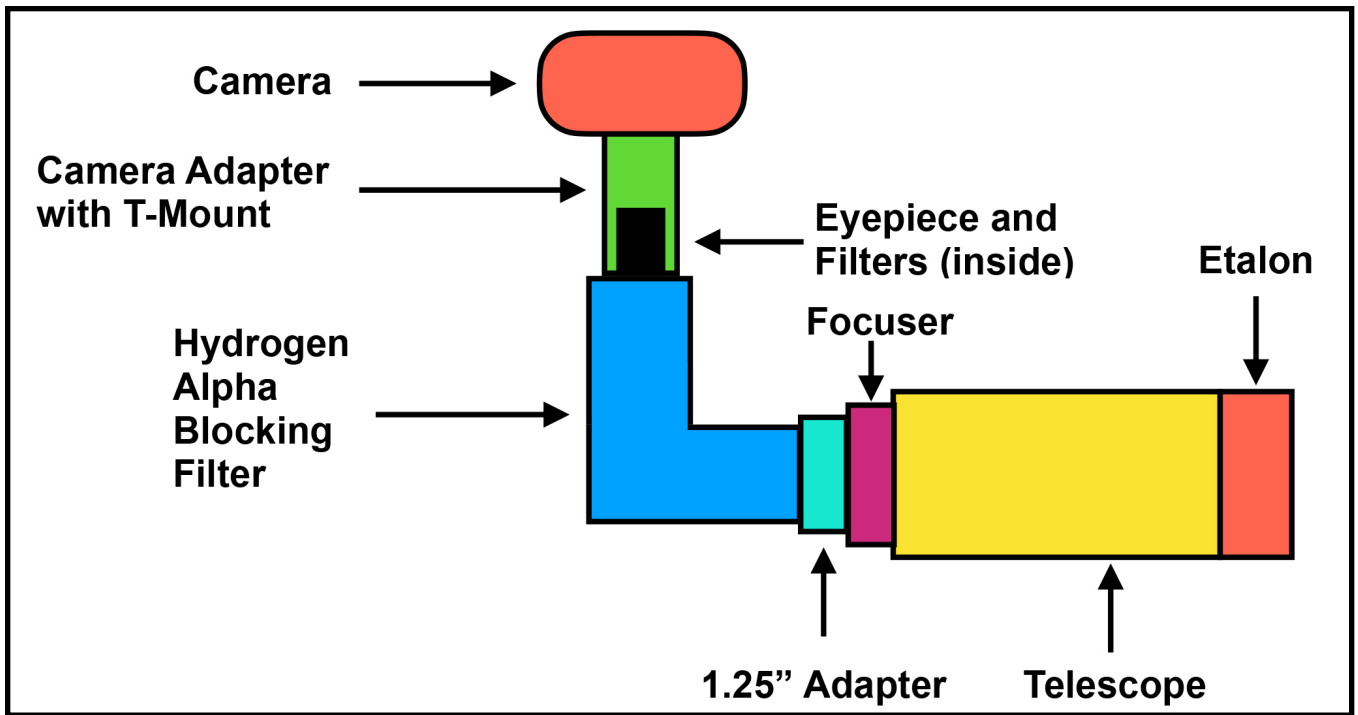 Camera
Camera Adapter
with T-Mount
Eyepiece and
Filters (inside)
Etalon
Focuser
Hydrogen
Alpha
Blocking
Filter
1.25” Adapter
Telescope